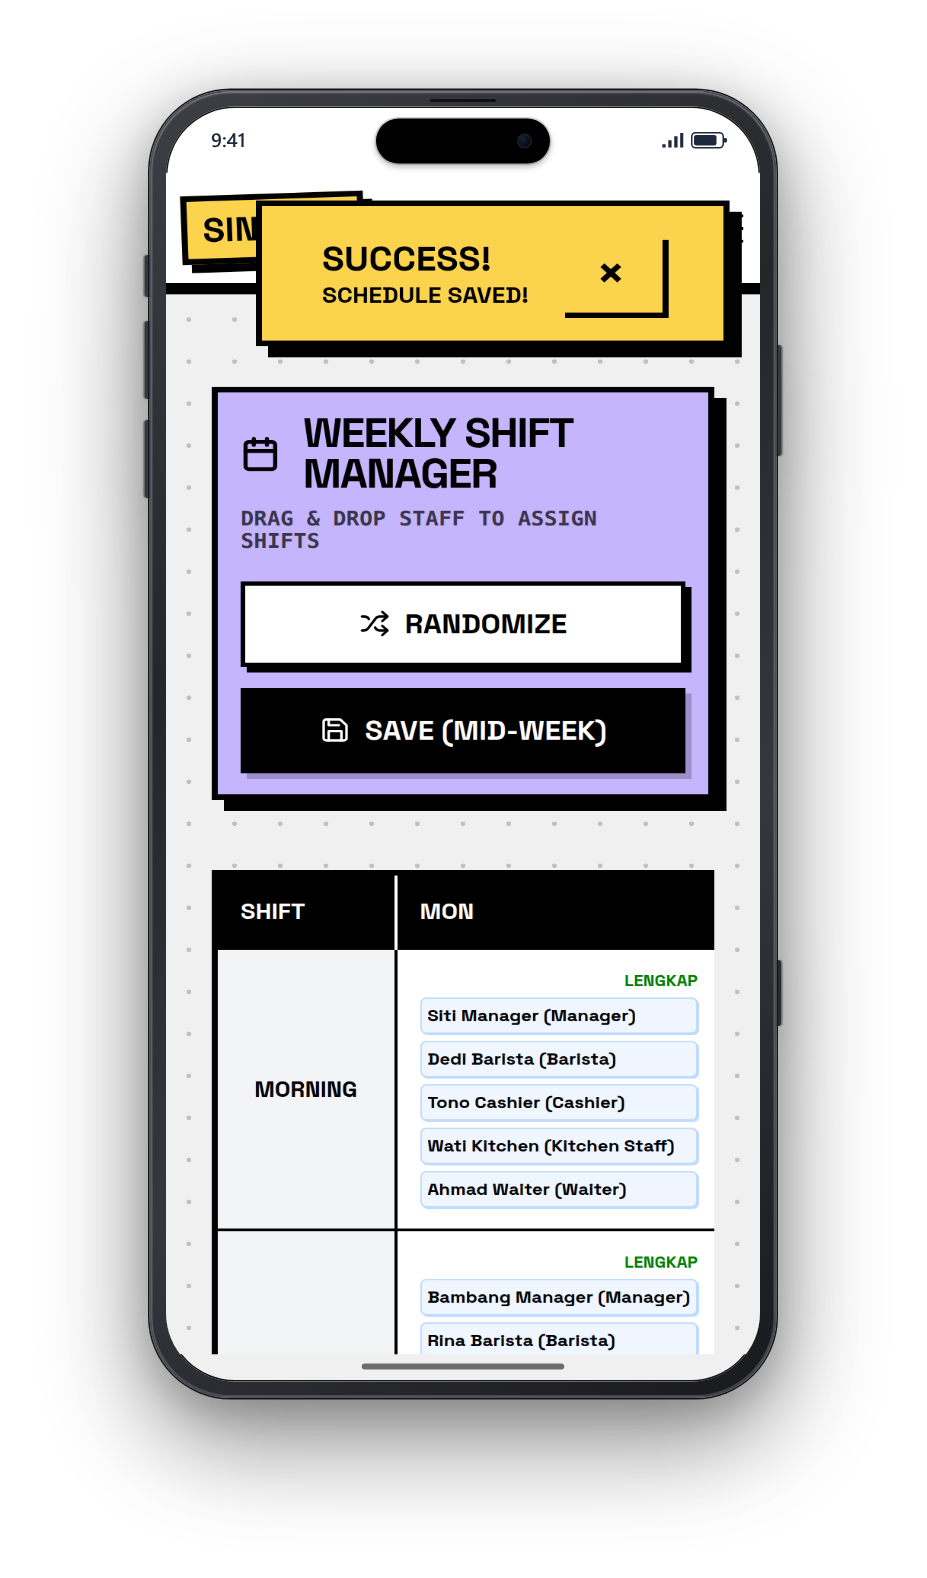 9:41
SUCCESS!
SCHEDULE SAVED!
WEEKLY SHIFT
MANAGER
DRAG & DROP STAFF TO ASSIGN
SHIFTS
RANDOMIZE
SAVE (MID-WEEK)
SHIFT
MON
LENGKAP
Siti Manager (Manager)
Dedi Barista (Barista)
MORNING
Tono Cashier (Cashier)
Wati Kitchen (Kitchen Staff)
Ahmad Waiter (Waiter)
LENGKAP
Bambang Manager (Manager)
Rina Barista (Barista)